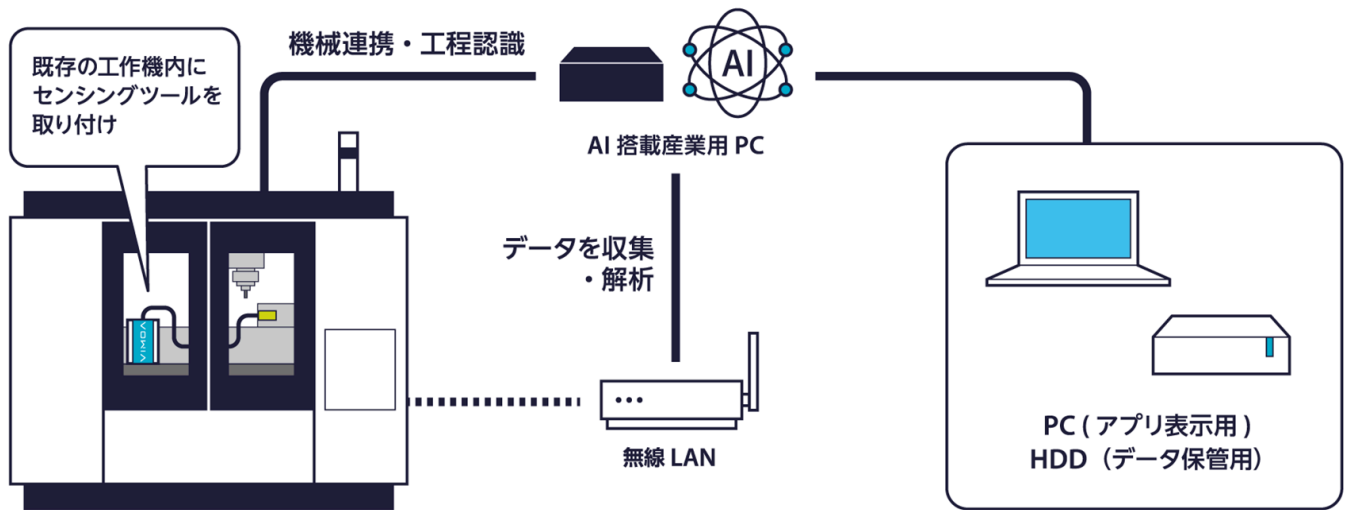 機械連携・工程認識
既存の工作機内に
センシングツールを
取り付け
AI
AI 搭載産業用 PC
データを収集
・解析
VIMOA
無線 LAN
PC ( アプリ表示用 )
HDD（データ保管用）